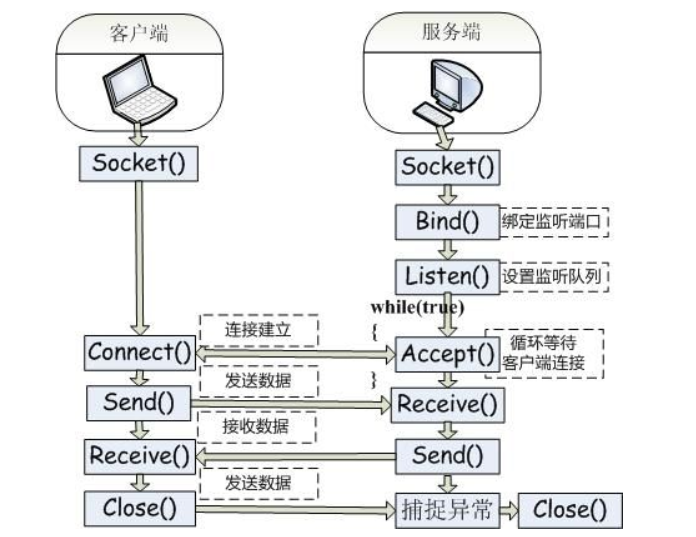 客户端
服务端
Socket()
Socket()
Bind()
绑定监听端口
Listen()
设置监听队列
while(true)
{
连接建立
Connect()
Accept()
循环等待
客户端连接
}
发送数据
Send()
Receive()
接收数据
Receive()
Send()
发送数据
Close()
捕捉异常
Close()